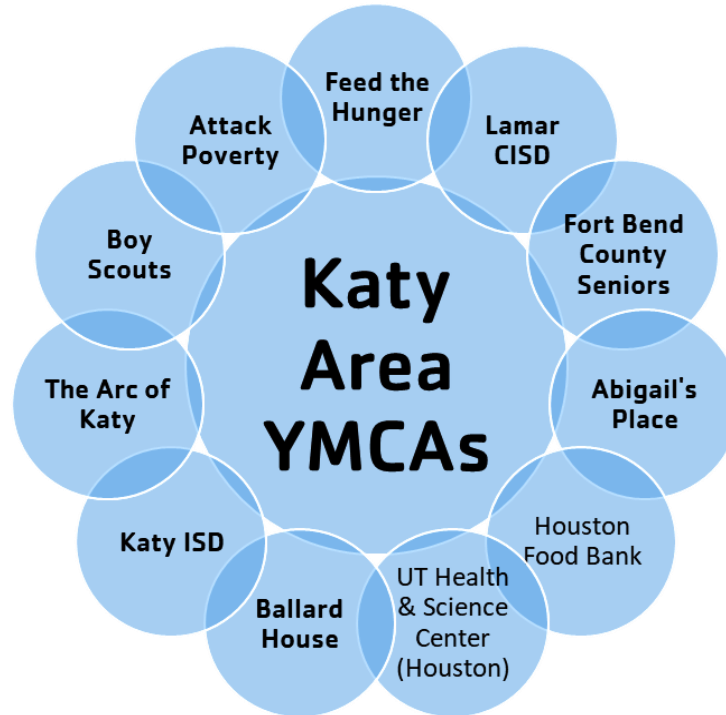 Feed the
Hunger
Lamar
CISD
Fort Bend
County
Seniors
Abigail's
Place
Houston
Food Bank
UT Health
& Science
Center
(Houston)
Ballard
House
Katy ISD
The Arc of
Katy
Boy
Scouts
Attack
Poverty
Katy
Area
YMCAs